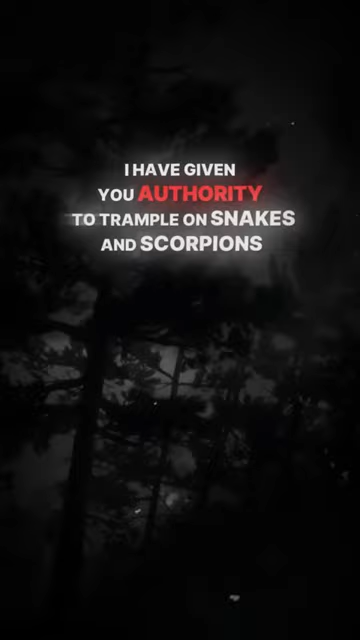 I HAVE GIVEN
YOU AUTHORITY
TO TRAMPLE ON SNAKES
AND SCORPIONS